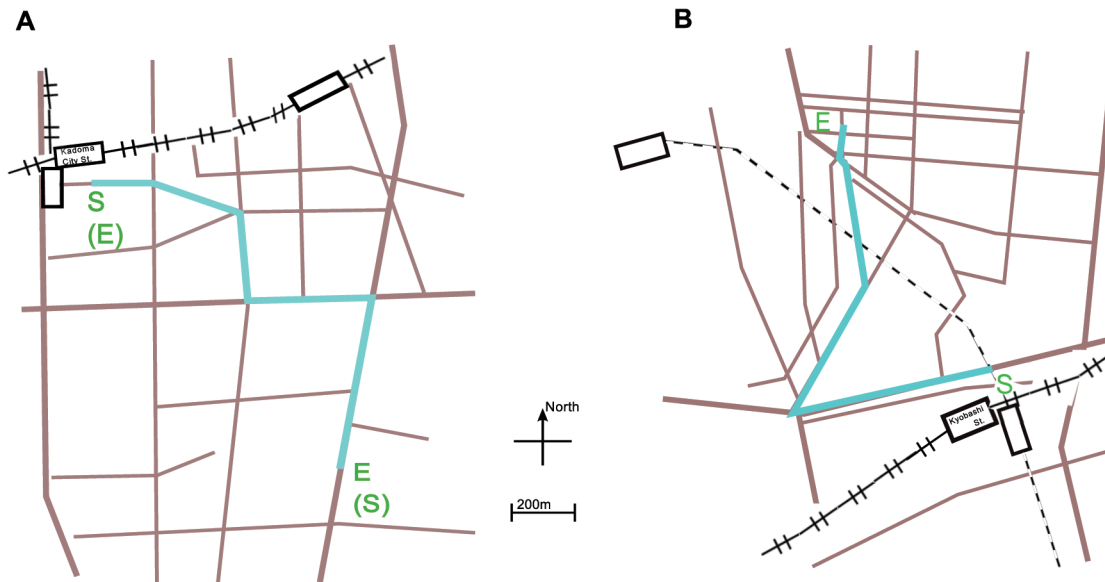 A
Kadoma
City St.
S
(E)
E
(S)
North
200m
B
E
S
Kyobashi
St.